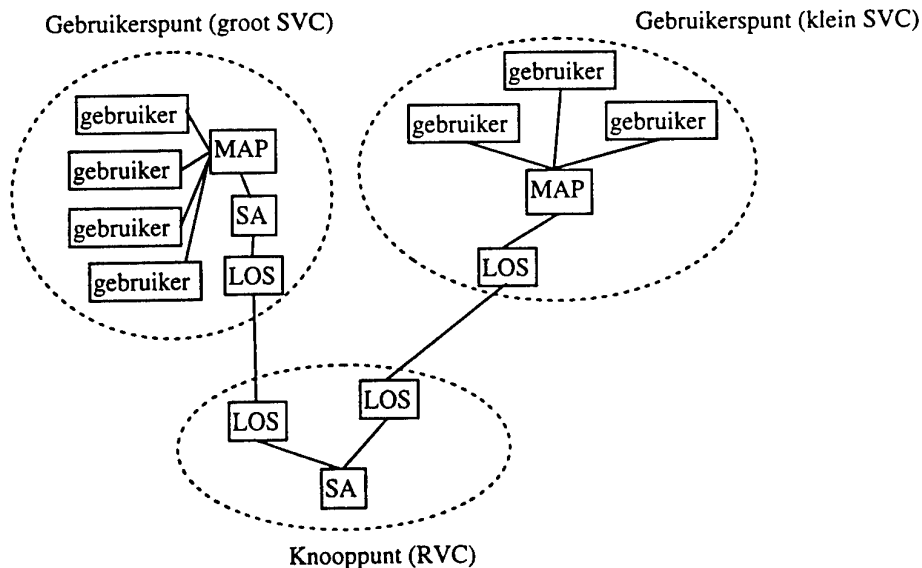 Gebruikerspunt (groot SVC)
Gebruikerspunt (klein SVC)
gebruiker
gebruiker
gebruiker
gebruiker
MAP
SA
LOS
gebruiker
gebruiker
gebruiker
MAP
LOS
LOS
LOS
SA
Knooppunt (RVC)